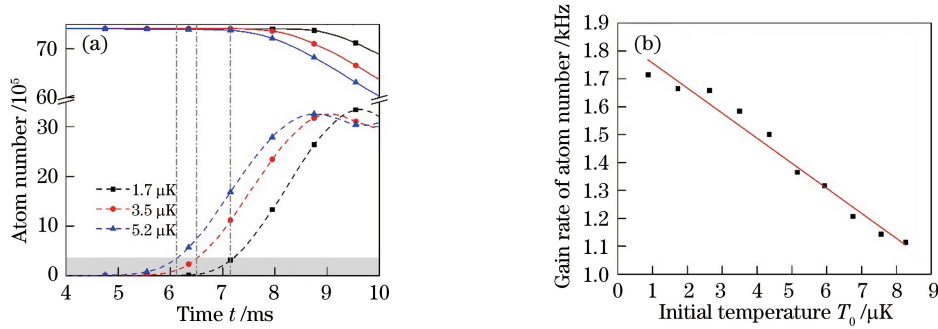 (a)
Atom number /10⁵
70
60
30
20
10
0
1.7 μK
3.5 μK
5.2 μK
4 5 6 7 8 9 10
Time t /ms
(b)
Gain rate of atom number /kHz
1.9
1.8
1.7
1.6
1.5
1.4
1.3
1.2
1.1
1.0
0 1 2 3 4 5 6 7 8 9
Initial temperature T₀ /μK